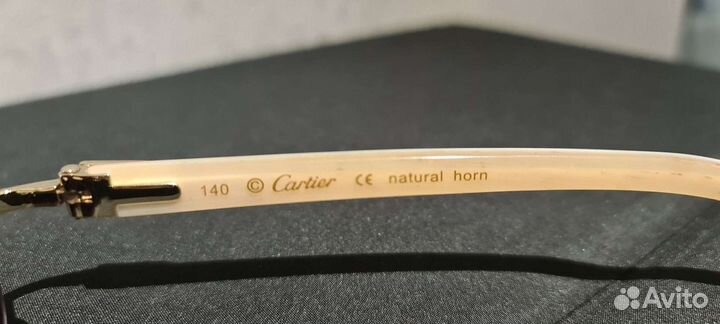 140 © Cartier CE natural horn
Avito